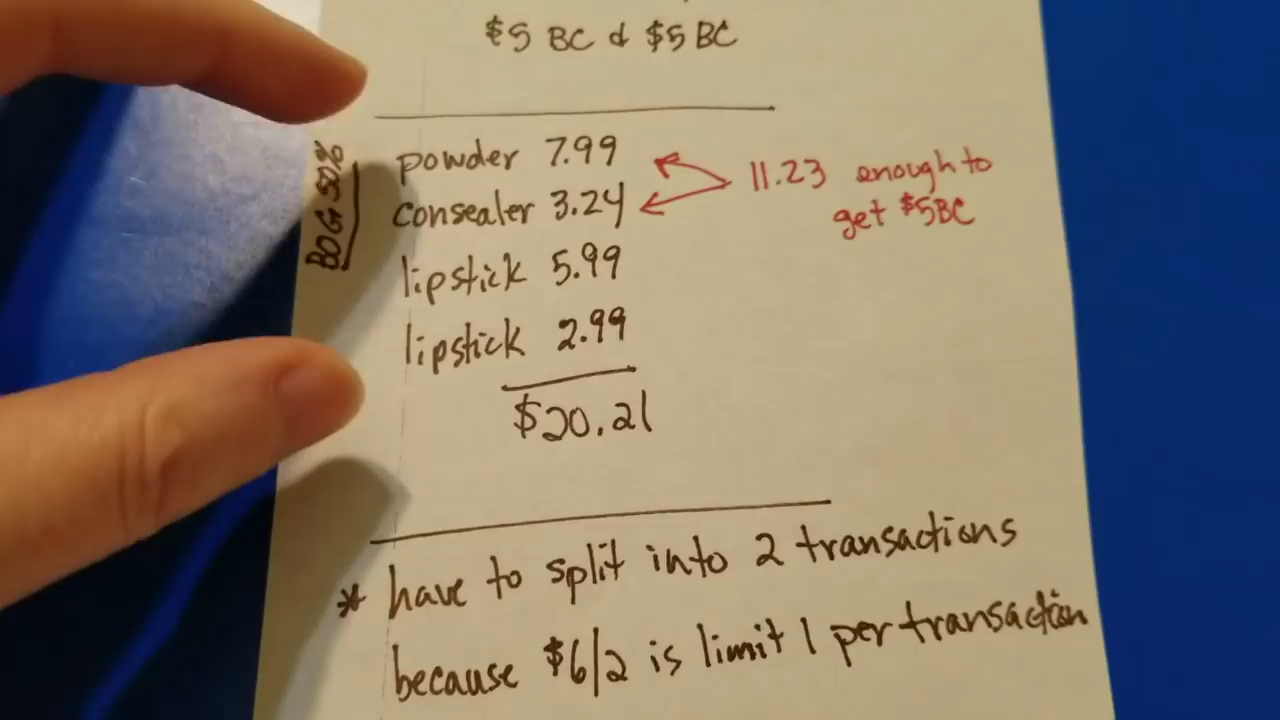 $5 BC & $5 BC
BOG 50%
powder 7.99
consealer 3.24
11.23 enough to
get $5BC
lipstick 5.99
lipstick 2.99
$20.21
* have to split into 2 transactions
because $6/2 is limit 1 per transaction